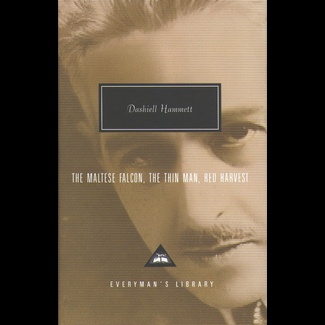 Dashiell Hammett
THE MALTESE FALCON, THE THIN MAN, RED HARVEST
EVERYMAN'S LIBRARY